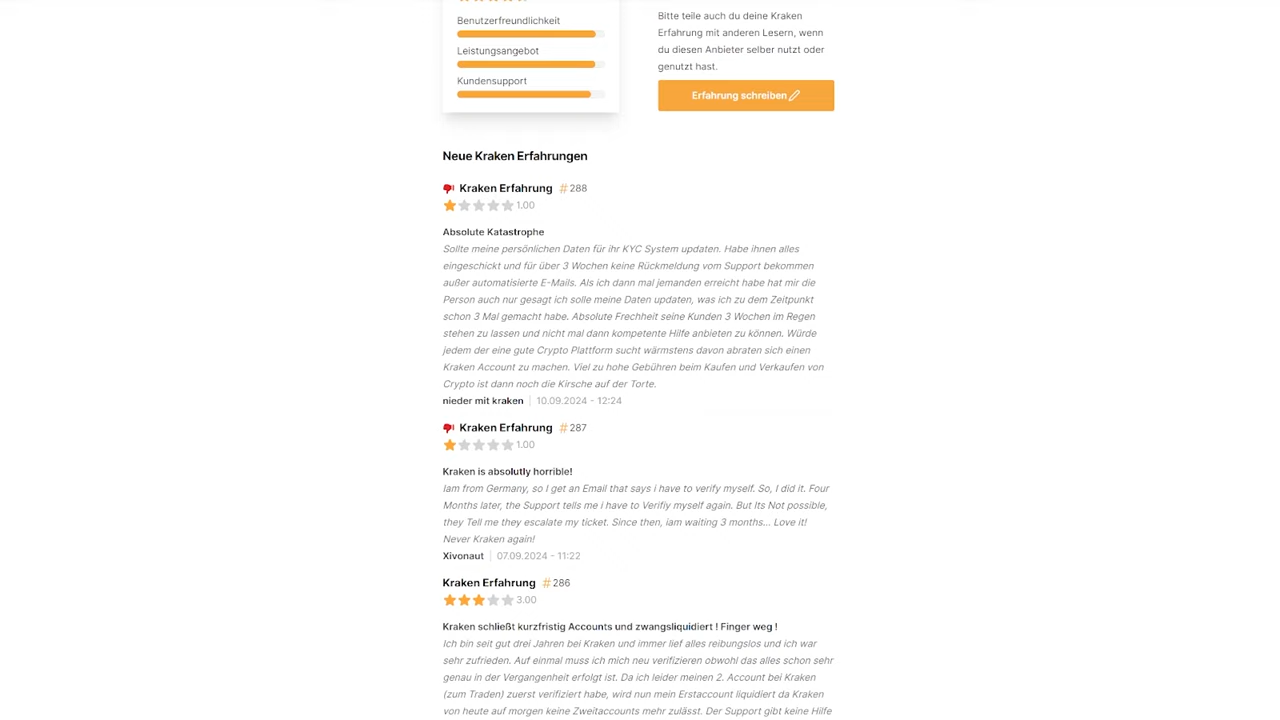 Benutzerfreundlichkeit
Leistungsangebot
Kundensupport
Bitte teile auch du deine Kraken
Erfahrung mit anderen Lesern, wenn
du diesen Anbieter selber nutzt oder
genutzt hast.
Erfahrung schreiben
Neue Kraken Erfahrungen
Kraken Erfahrung #288
1.00
Absolute Katastrophe
Sollte meine persönlichen Daten für ihr KYC System updaten. Habe ihnen alles
eingeschickt und für über 3 Wochen keine Rückmeldung vom Support bekommen
außer automatisierte E-Mails. Als ich dann mal jemanden erreicht habe hat mir die
Person auch nur gesagt ich solle meine Daten updaten, was ich zu dem Zeitpunkt
schon 3 Mal gemacht habe. Absolute Frechheit seine Kunden 3 Wochen im Regen
stehen zu lassen und nicht mal dann kompetente Hilfe anbieten zu können. Würde
jedem der eine gute Crypto Plattform sucht wärmstens davon abraten sich einen
Kraken Account zu machen. Viel zu hohe Gebühren beim Kaufen und Verkaufen von
Crypto ist dann noch die Kirsche auf der Torte.
nieder mit kraken | 10.09.2024 - 12:24
Kraken Erfahrung #287
1.00
Kraken is absolutly horrible!
Iam from Germany, so I get an Email that says i have to verify myself. So, I did it. Four
Months later, the Support tells me i have to Verifiy myself again. But Its Not possible,
they Tell me they escalate my ticket. Since then, iam waiting 3 months... Love it!
Never Kraken again!
Xivonaut | 07.09.2024 - 11:22
Kraken Erfahrung #286
3.00
Kraken schließt kurzfristig Accounts und zwangsliquidiert ! Finger weg !
Ich bin seit gut drei Jahren bei Kraken und immer lief alles reibungslos und ich war
sehr zufrieden. Auf einmal muss ich mich neu verifizieren obwohl das alles schon sehr
genau in der Vergangenheit erfolgt ist. Da ich leider meinen 2. Account bei Kraken
(zum Traden) zuerst verifiziert habe, wird nun mein Erstaccount liquidiert da Kraken
von heute auf morgen keine Zweitaccounts mehr zulässt. Der Support gibt keine Hilfe